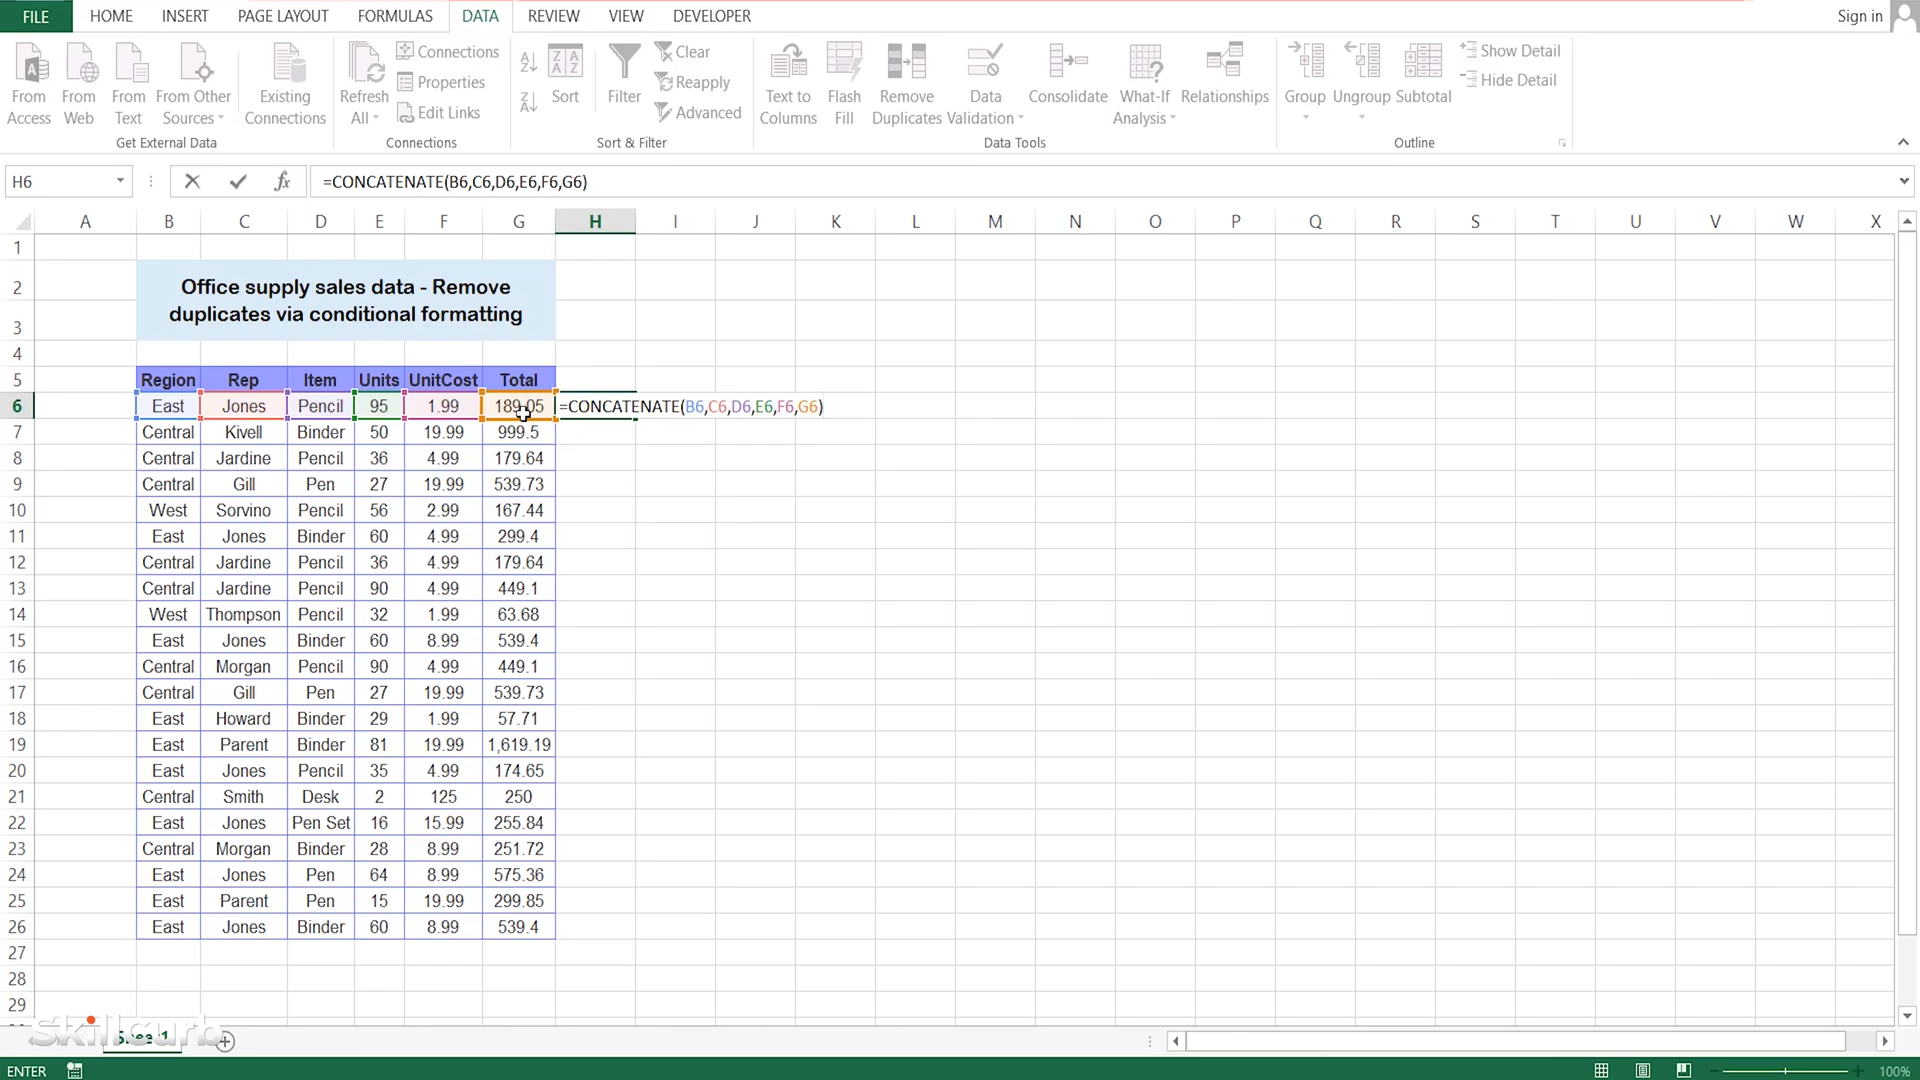 FILE HOME INSERT PAGE LAYOUT FORMULAS DATA REVIEW VIEW DEVELOPER Sign in
From Access From Web From Text From Other Sources Existing Connections
Get External Data
Refresh All Connections Properties Edit Links
Connections
Sort Filter Clear Reapply Advanced
Sort & Filter
Text to Columns Flash Fill Remove Duplicates Data Validation Consolidate What-If Analysis Relationships
Data Tools
Group Ungroup Subtotal Show Detail Hide Detail
Outline
H6 fx =CONCATENATE(B6,C6,D6,E6,F6,G6)
A B C D E F G H I J K L M N O P Q R S T U V W X
1
2 Office supply sales data - Remove
3 duplicates via conditional formatting
4
5 Region Rep Item Units UnitCost Total
6 East Jones Pencil 95 1.99 189.05 =CONCATENATE(B6,C6,D6,E6,F6,G6)
7 Central Kivell Binder 50 19.99 999.5
8 Central Jardine Pencil 36 4.99 179.64
9 Central Gill Pen 27 19.99 539.73
10 West Sorvino Pencil 56 2.99 167.44
11 East Jones Binder 60 4.99 299.4
12 Central Jardine Pencil 36 4.99 179.64
13 Central Jardine Pencil 90 4.99 449.1
14 West Thompson Pencil 32 1.99 63.68
15 East Jones Binder 60 8.99 539.4
16 Central Morgan Pencil 90 4.99 449.1
17 Central Gill Pen 27 19.99 539.73
18 East Howard Binder 29 1.99 57.71
19 East Parent Binder 81 19.99 1,619.19
20 East Jones Pencil 35 4.99 174.65
21 Central Smith Desk 2 125 250
22 East Jones Pen Set 16 15.99 255.84
23 Central Morgan Binder 28 8.99 251.72
24 East Jones Pen 64 8.99 575.36
25 East Parent Pen 15 19.99 299.85
26 East Jones Binder 60 8.99 539.4
27
28
29
Skillcurb
Sheet1
ENTER 100%